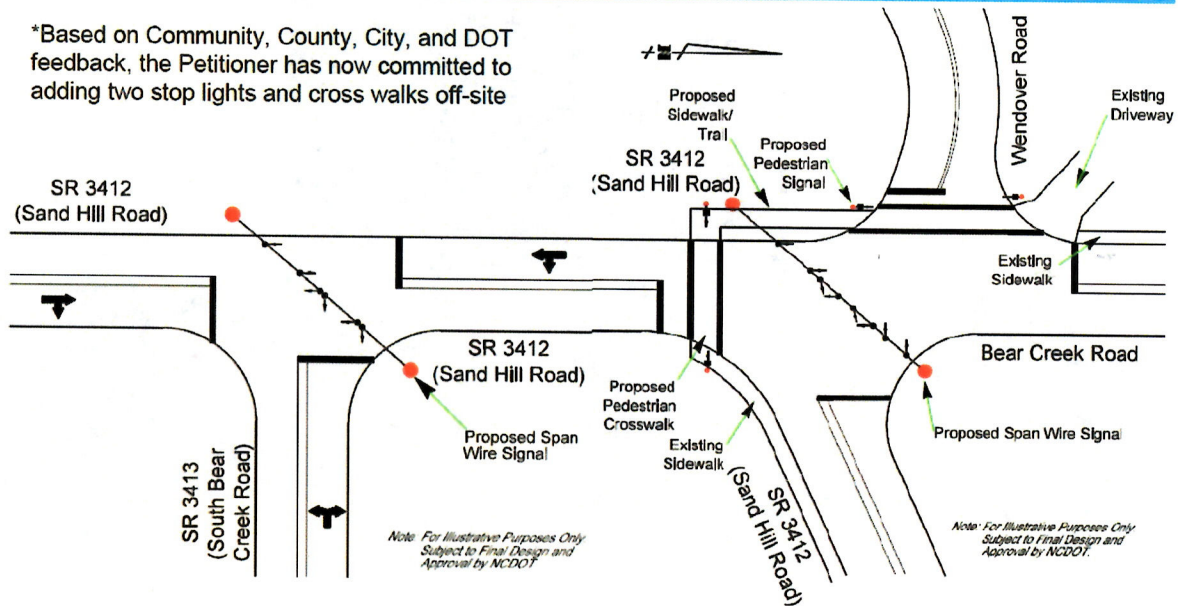 *Based on Community, County, City, and DOT
feedback, the Petitioner has now committed to
adding two stop lights and cross walks off-site
Wendover Road
Existing
Driveway
Proposed
Sidewalk/
Trail
Proposed
Pedestrian
Signal
SR 3412
(Sand Hill Road)
SR 3412
(Sand Hill Road)
Existing
Sidewalk
SR 3412
(Sand Hill Road)
Bear Creek Road
Proposed
Pedestrian
Crosswalk
Existing
Sidewalk
Proposed Span
Wire Signal
Proposed Span Wire Signal
SR 3413
(South Bear
Creek Road)
SR 3412
(Sand Hill Road)
Note: For Illustrative Purposes Only
Subject to Final Design and
Approval by NCDOT
Note: For Illustrative Purposes Only
Subject to Final Design and
Approval by NCDOT.